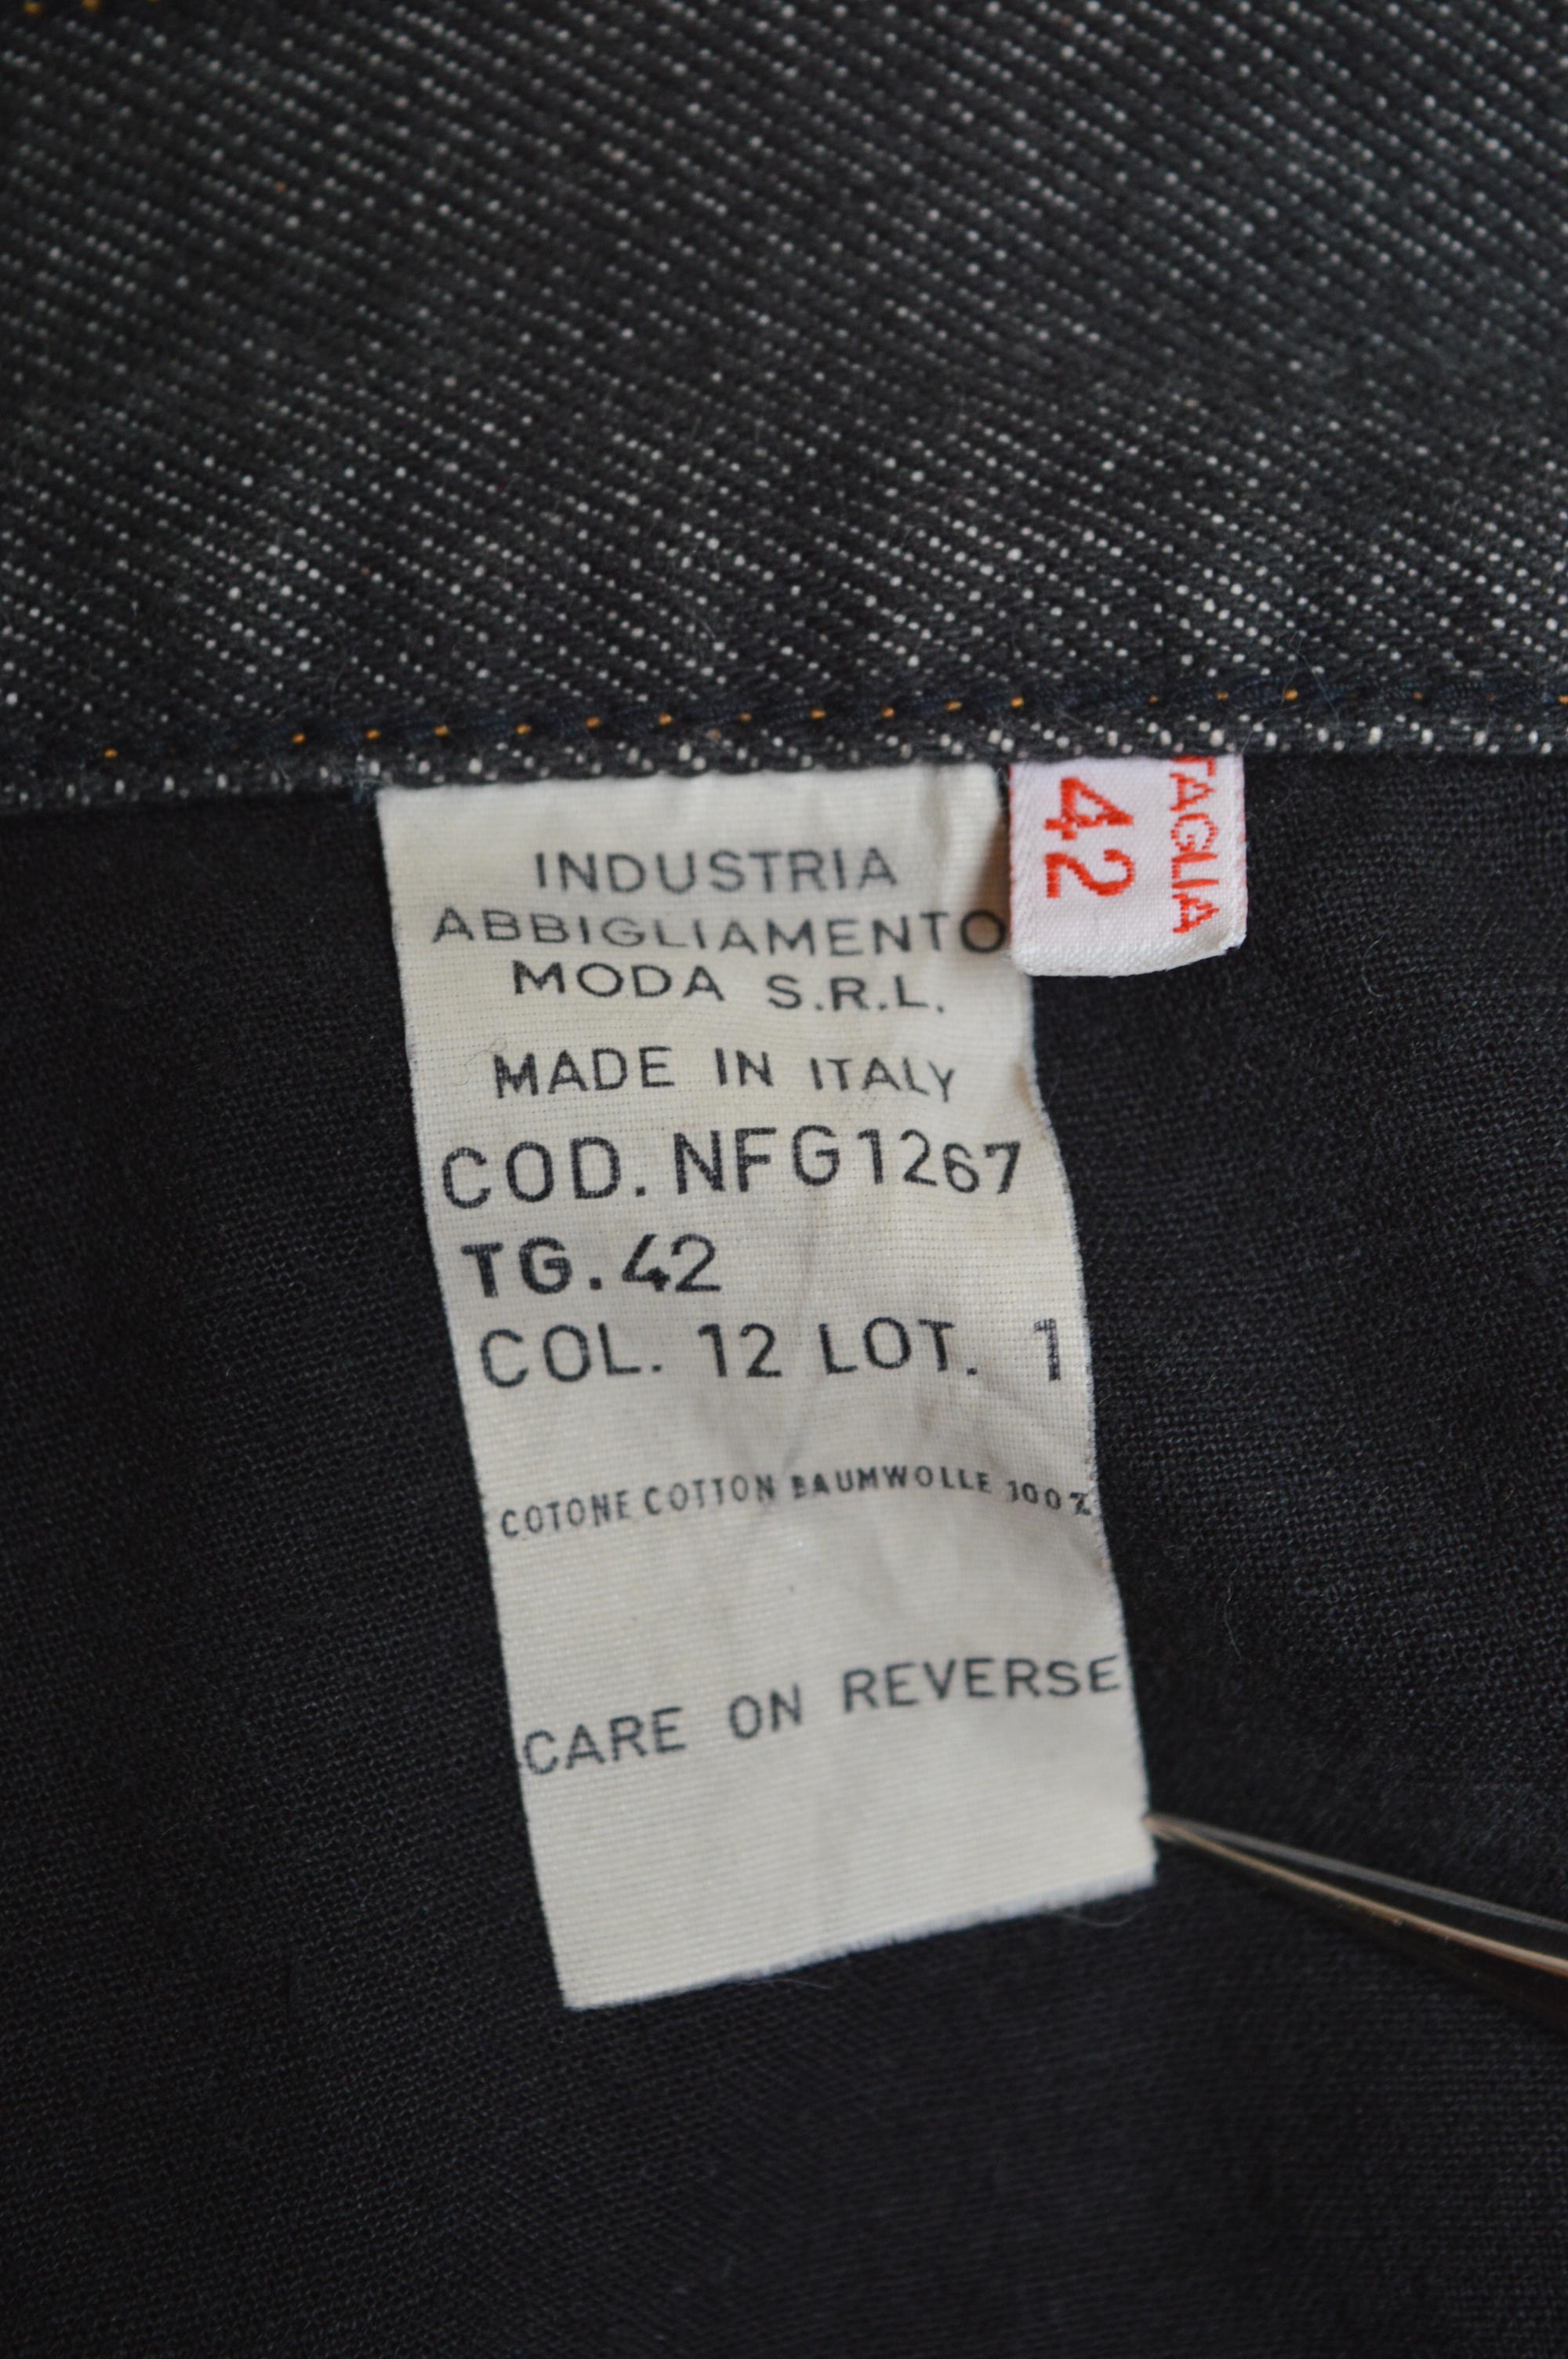 INDUSTRIA
ABBIGLIAMENTO
MODA S.R.L.
MADE IN ITALY
COD. NFG1267
TG. 42
COL. 12 LOT. 1
COTONE COTTON BAUMWOLLE 100%
CARE ON REVERSE
TAGLIA
42